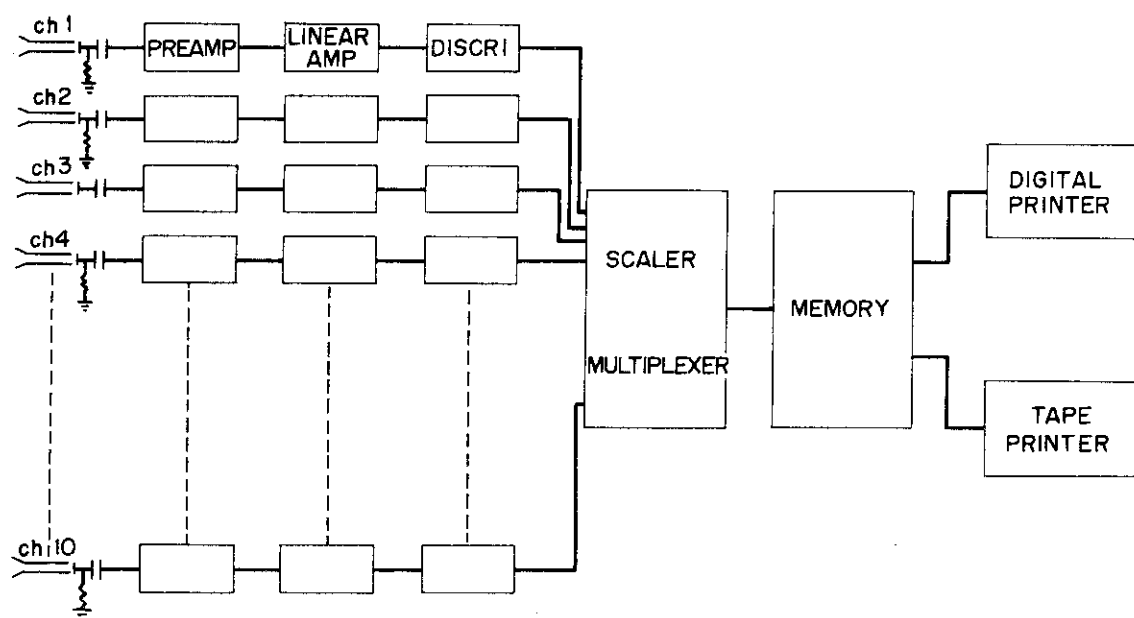 ch 1
PREAMP
LINEAR
AMP
DISCRI
ch2
ch3
ch4
ch 10
SCALER
MULTIPLEXER
MEMORY
DIGITAL
PRINTER
TAPE
PRINTER